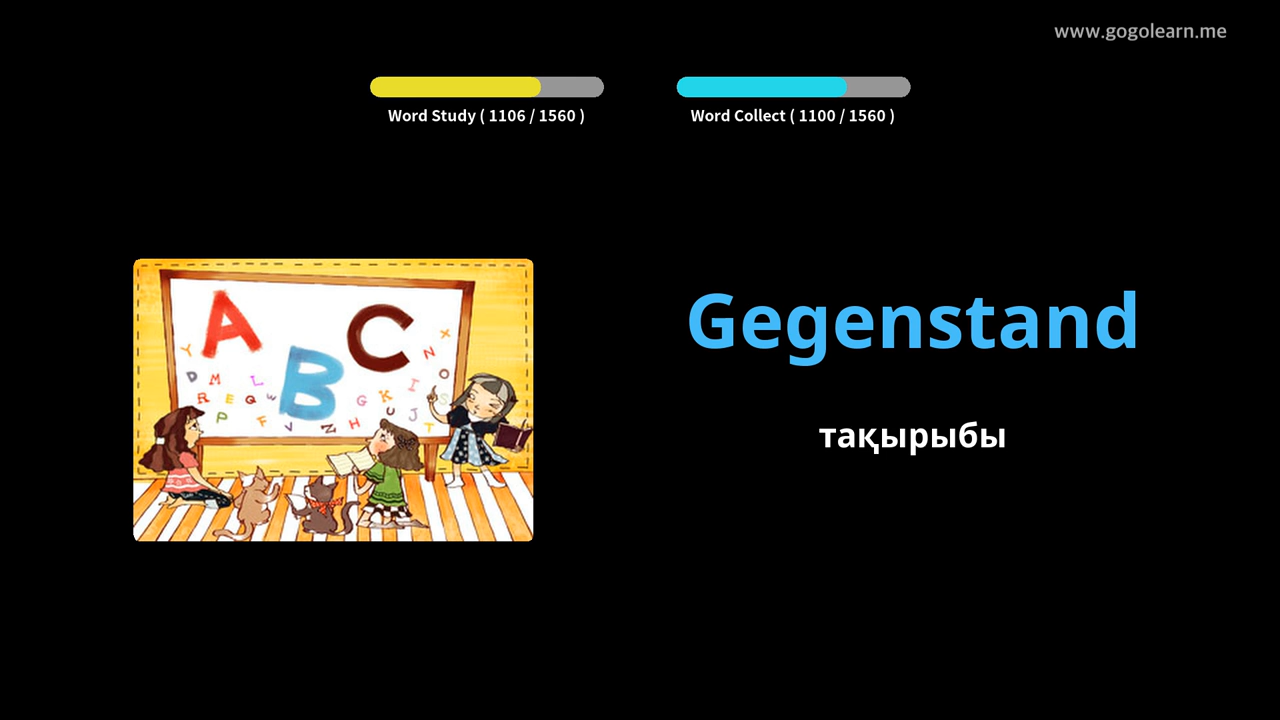 www.gogolearn.me
Word Study ( 1106 / 1560 )
Word Collect ( 1100 / 1560 )
A
B
C
Y
X
D M L
N
O
R E Q W
G K I
S
P F V Z H U J T
Gegenstand
тақырыбы